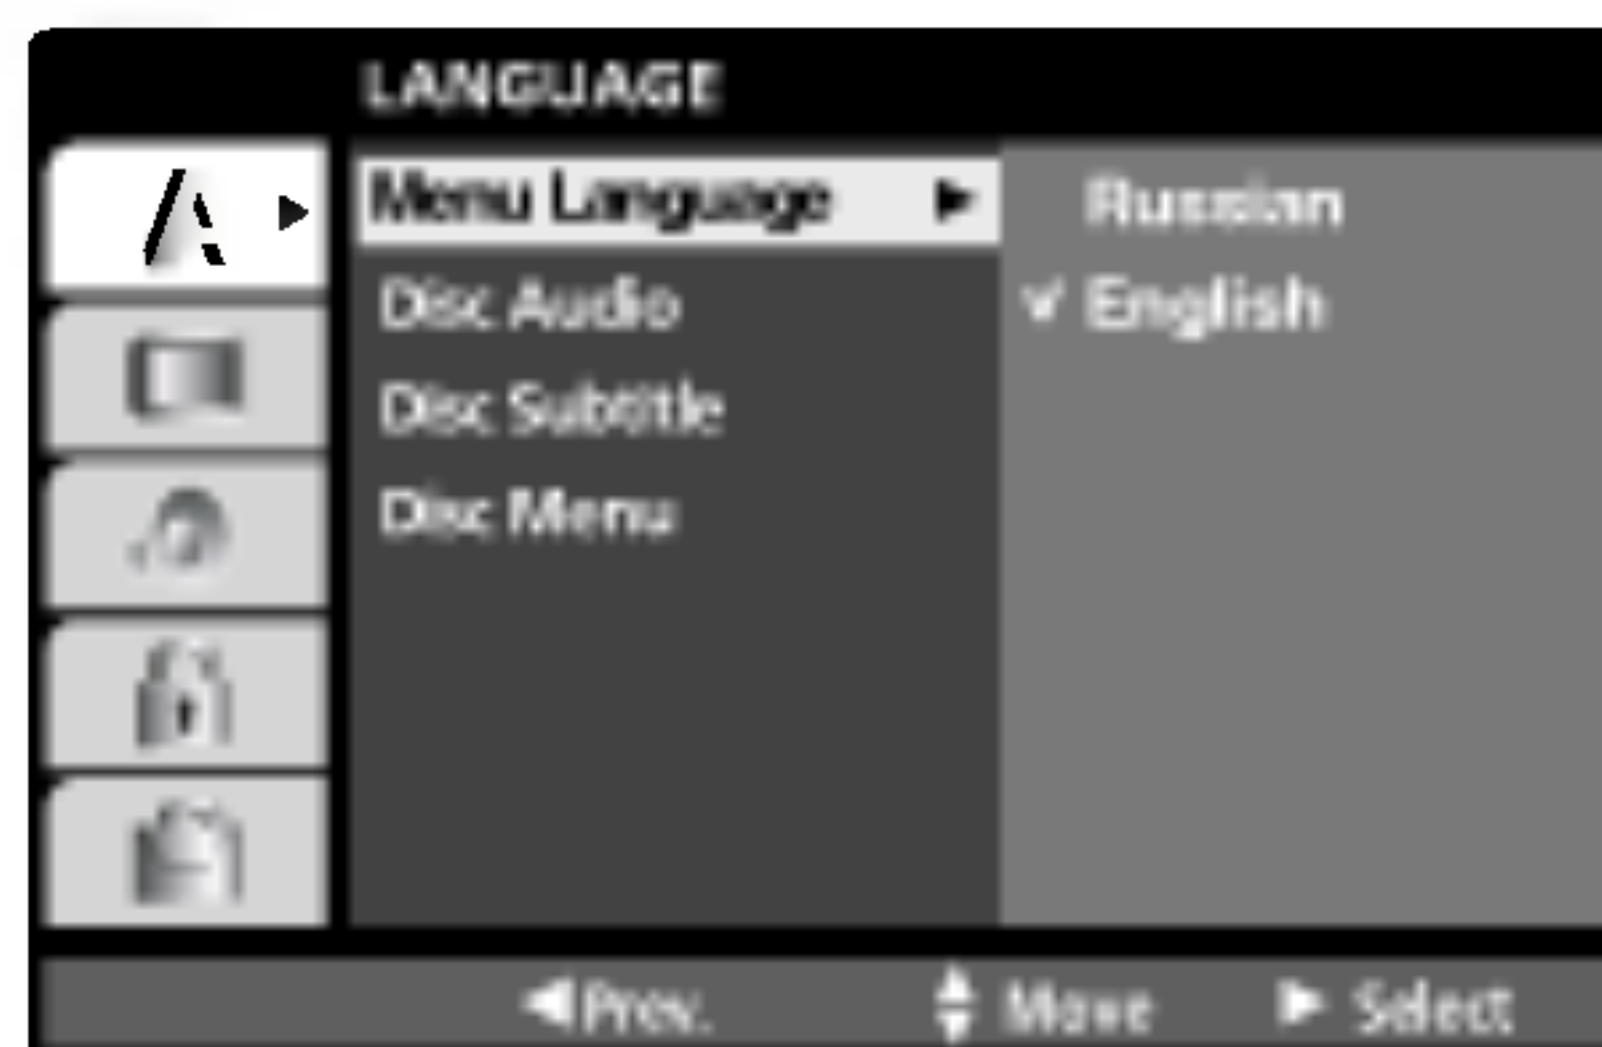 LANGUAGE
Menu Language ► Russian
Disc Audio ✓ English
Disc Subtitle
Disc Menu
◄ Prev. Move ► Select